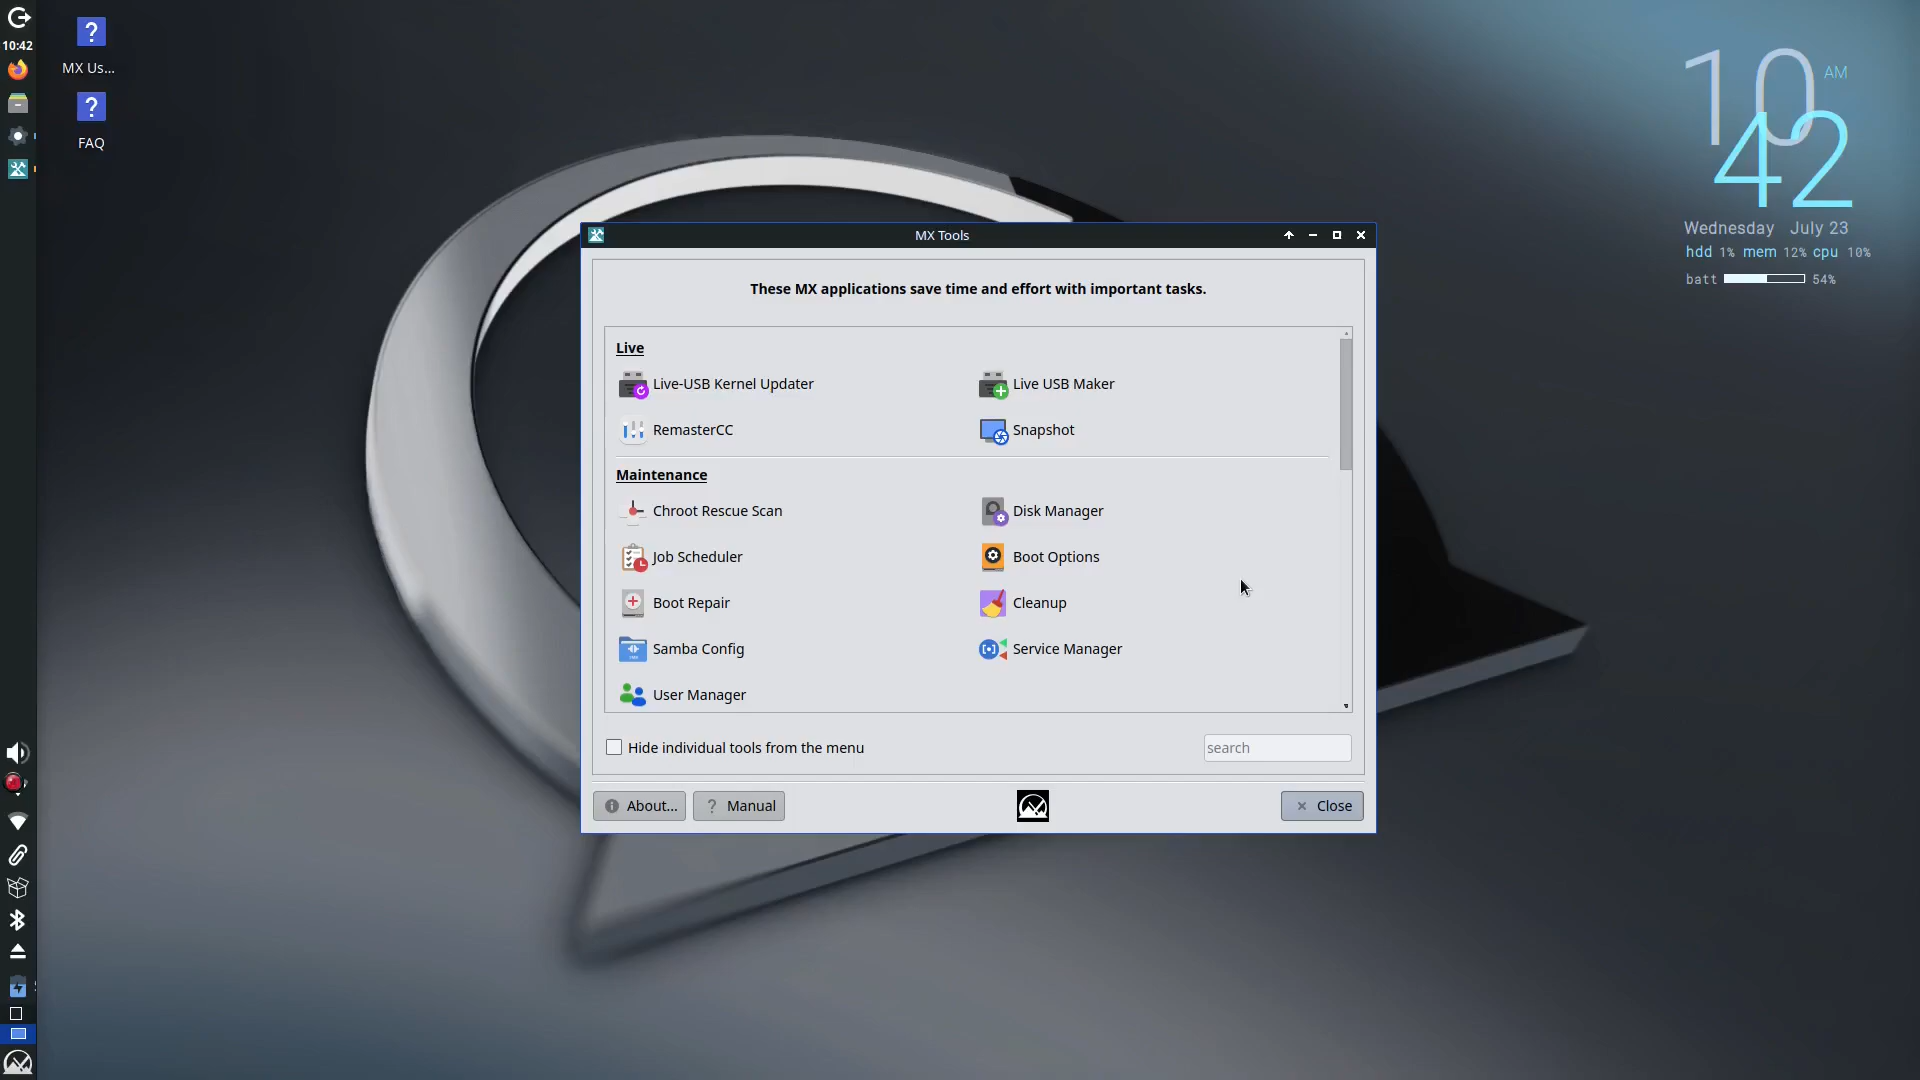 10:42
MX Us...
FAQ
10 AM
42
Wednesday July 23
hdd 1% mem 12% cpu 10%
batt 54%
MX Tools
These MX applications save time and effort with important tasks.
Live
Live-USB Kernel Updater
Live USB Maker
RemasterCC
Snapshot
Maintenance
Chroot Rescue Scan
Disk Manager
Job Scheduler
Boot Options
Boot Repair
Cleanup
Samba Config
Service Manager
User Manager
Hide individual tools from the menu
search
About...
? Manual
Close